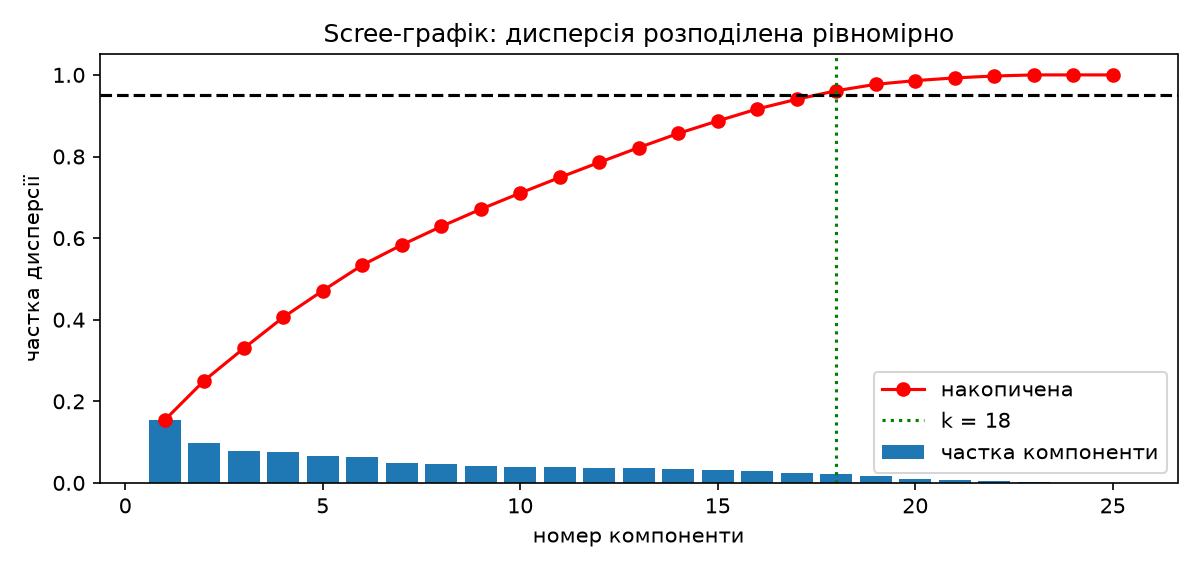 Scree-графік: дисперсія розподілена рівномірно
частка дисперсії
1.0
0.8
0.6
0.4
0.2
0.0
накопичена
k = 18
частка компоненти
0 5 10 15 20 25
номер компоненти